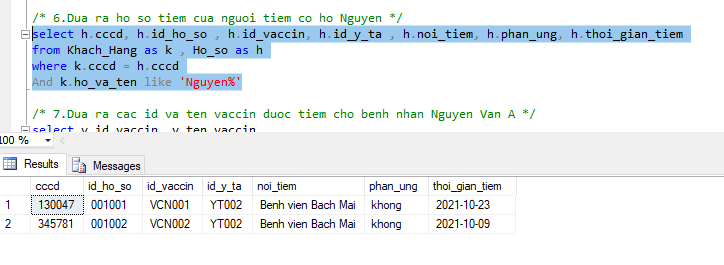 /* 6.Dua ra ho so tiem cua nguoi tiem co ho Nguyen */
select h.cccd, h.id_ho_so , h.id_vaccin, h.id_y_ta , h.noi_tiem, h.phan_ung, h.thoi_gian_tiem
from Khach_Hang as k , Ho_so as h
where k.cccd = h.cccd
And k.ho_va_ten like 'Nguyen%'
/* 7.Dua ra cac id va ten vaccin duoc tiem cho benh nhan Nguyen Van A */
select v.id_vaccin, v.ten_vaccin
00 %
Results Messages
cccd id_ho_so id_vaccin id_y_ta noi_tiem phan_ung thoi_gian_tiem
1 130047 001001 VCN001 YT002 Benh vien Bach Mai khong 2021-10-23
2 345781 001002 VCN002 YT002 Benh vien Bach Mai khong 2021-10-09